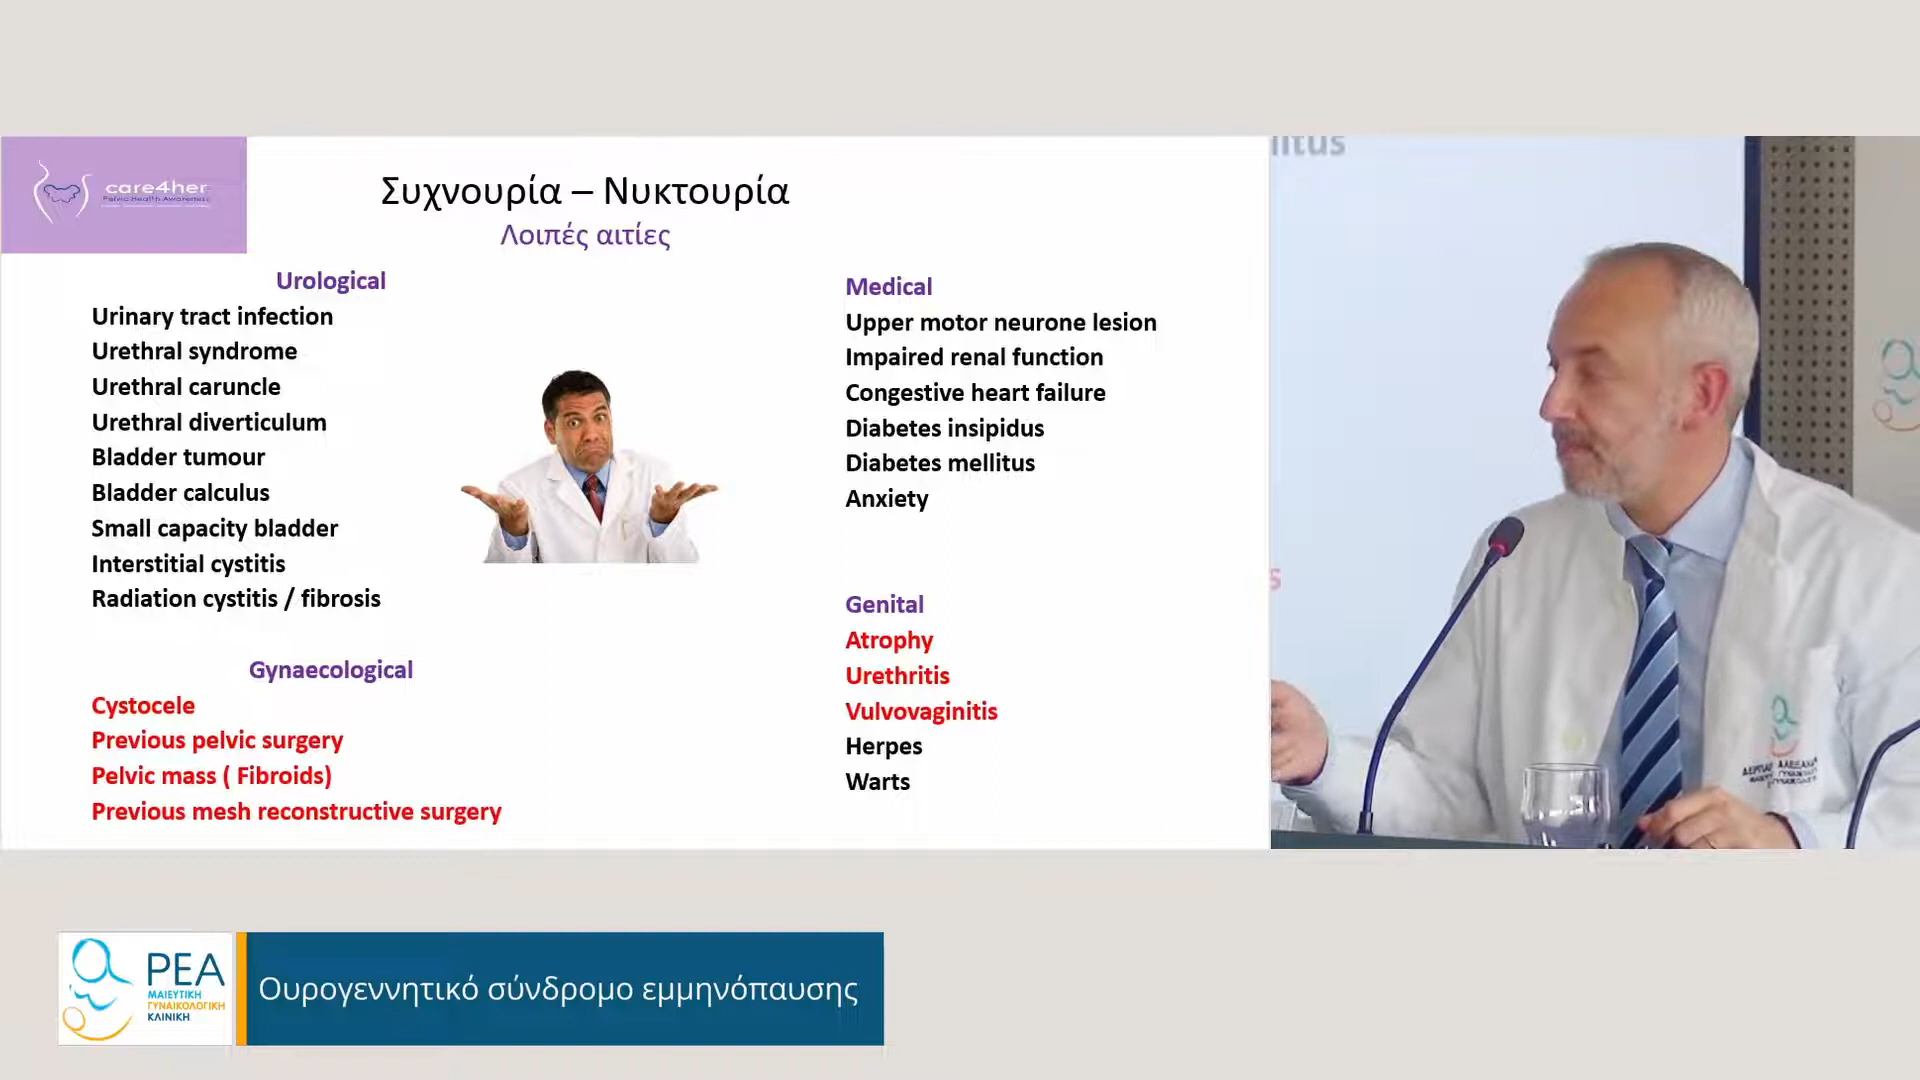 care4her
Pelvic Health Awareness
Συχνουρία – Νυκτουρία
Λοιπές αιτίες
Urological
Urinary tract infection
Urethral syndrome
Urethral caruncle
Urethral diverticulum
Bladder tumour
Bladder calculus
Small capacity bladder
Interstitial cystitis
Radiation cystitis / fibrosis
Gynaecological
Cystocele
Previous pelvic surgery
Pelvic mass ( Fibroids)
Previous mesh reconstructive surgery
Medical
Upper motor neurone lesion
Impaired renal function
Congestive heart failure
Diabetes insipidus
Diabetes mellitus
Anxiety
Genital
Atrophy
Urethritis
Vulvovaginitis
Herpes
Warts
litus
s
ΡΕΑ
ΜΑΙΕΥΤΙΚΗ
ΓΥΝΑΙΚΟΛΟΓΙΚΗ
ΚΛΙΝΙΚΗ
Ουρογεννητικό σύνδρομο εμμηνόπαυσης